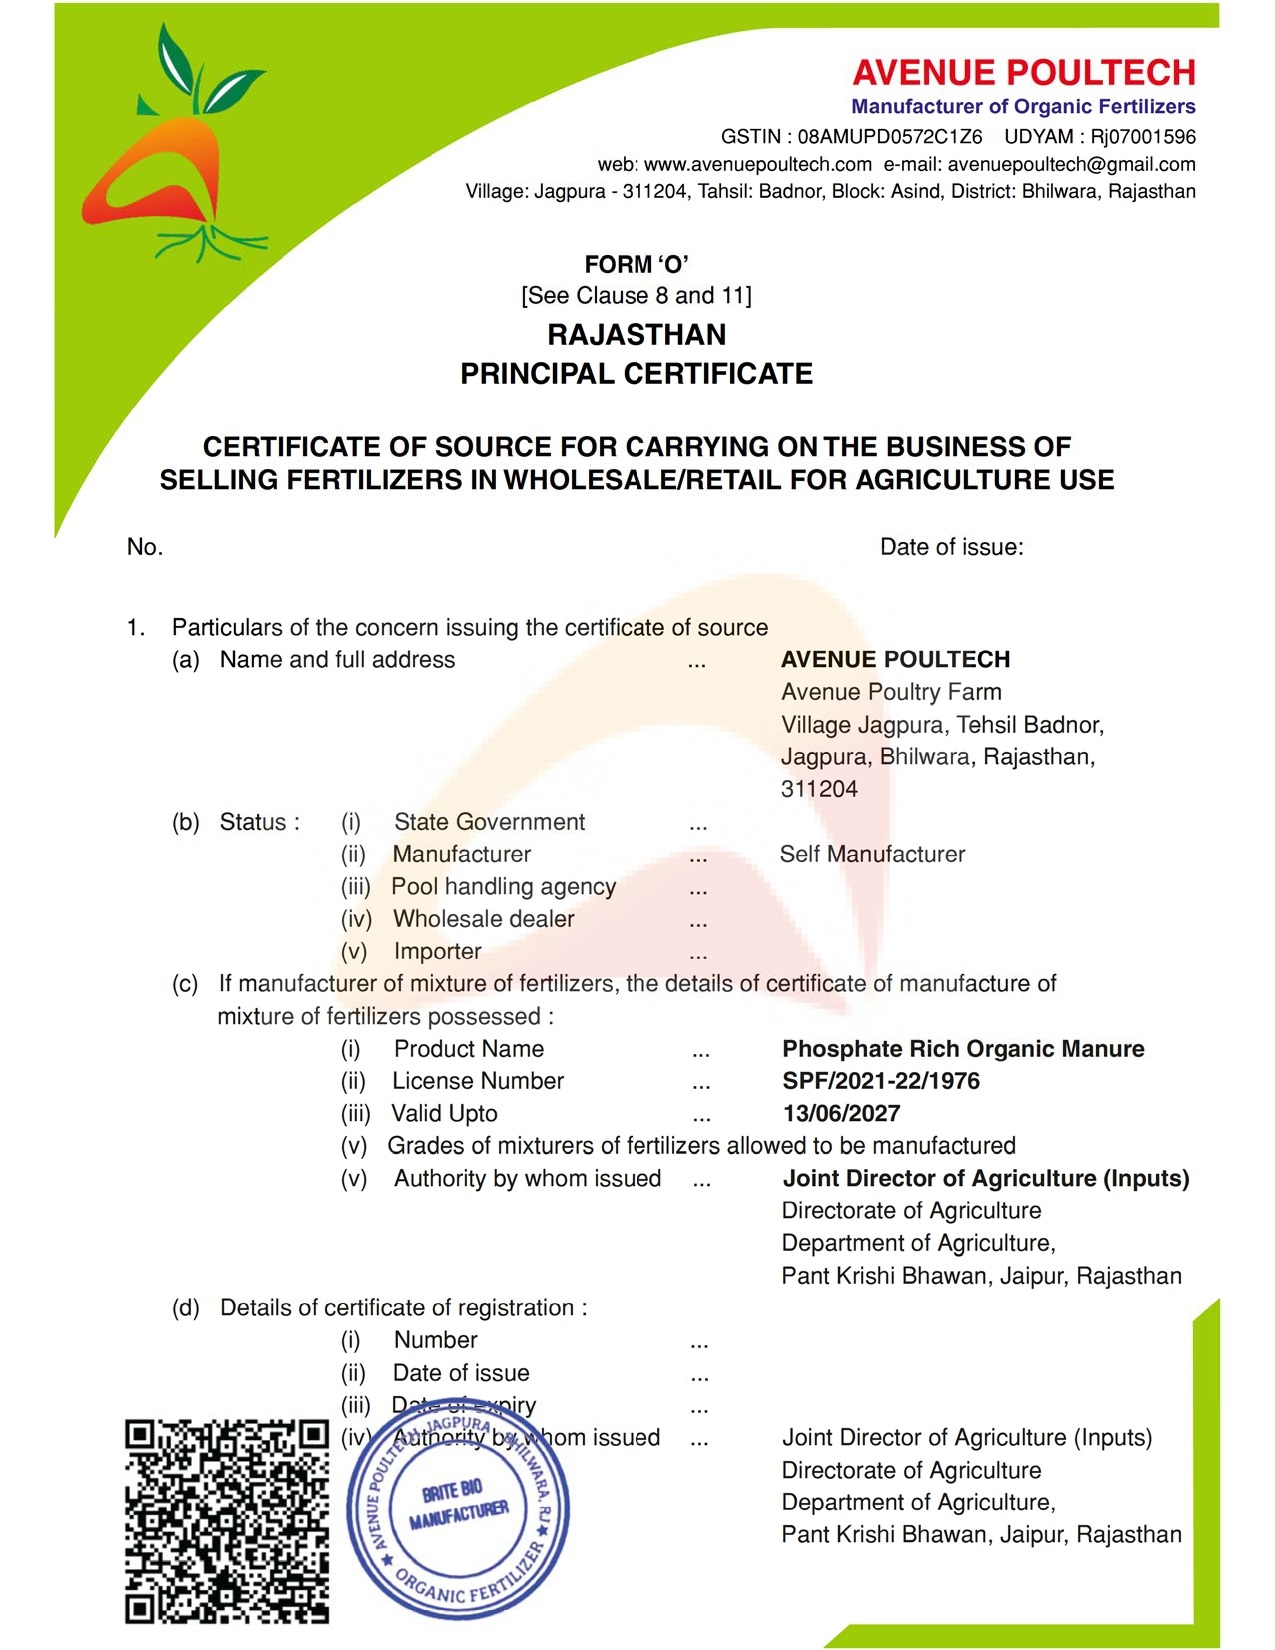 AVENUE POULTECH
Manufacturer of Organic Fertilizers
GSTIN : 08AMUPD0572C1Z6 UDYAM : Rj07001596
web: www.avenuepoultech.com e-mail: avenuepoultech@gmail.com
Village: Jagpura - 311204, Tahsil: Badnor, Block: Asind, District: Bhilwara, Rajasthan
FORM ‘O’
[See Clause 8 and 11]
RAJASTHAN
PRINCIPAL CERTIFICATE
CERTIFICATE OF SOURCE FOR CARRYING ON THE BUSINESS OF
SELLING FERTILIZERS IN WHOLESALE/RETAIL FOR AGRICULTURE USE
No. Date of issue:
1. Particulars of the concern issuing the certificate of source
(a) Name and full address ... AVENUE POULTECH
Avenue Poultry Farm
Village Jagpura, Tehsil Badnor,
Jagpura, Bhilwara, Rajasthan,
311204
(b) Status : (i) State Government ...
(ii) Manufacturer ... Self Manufacturer
(iii) Pool handling agency ...
(iv) Wholesale dealer ...
(v) Importer ...
(c) If manufacturer of mixture of fertilizers, the details of certificate of manufacture of
mixture of fertilizers possessed :
(i) Product Name ... Phosphate Rich Organic Manure
(ii) License Number ... SPF/2021-22/1976
(iii) Valid Upto ... 13/06/2027
(v) Grades of mixturers of fertilizers allowed to be manufactured
(v) Authority by whom issued ... Joint Director of Agriculture (Inputs)
Directorate of Agriculture
Department of Agriculture,
Pant Krishi Bhawan, Jaipur, Rajasthan
(d) Details of certificate of registration :
(i) Number ...
(ii) Date of issue ...
(iii) Date of expiry ...
(iv) Authority by whom issued ... Joint Director of Agriculture (Inputs)
Directorate of Agriculture
Department of Agriculture,
Pant Krishi Bhawan, Jaipur, Rajasthan
AVENUE POULTECH, JAGPURA, BHILWARA, RJ
BRITE BIO
MANUFACTURER
ORGANIC FERTILIZER